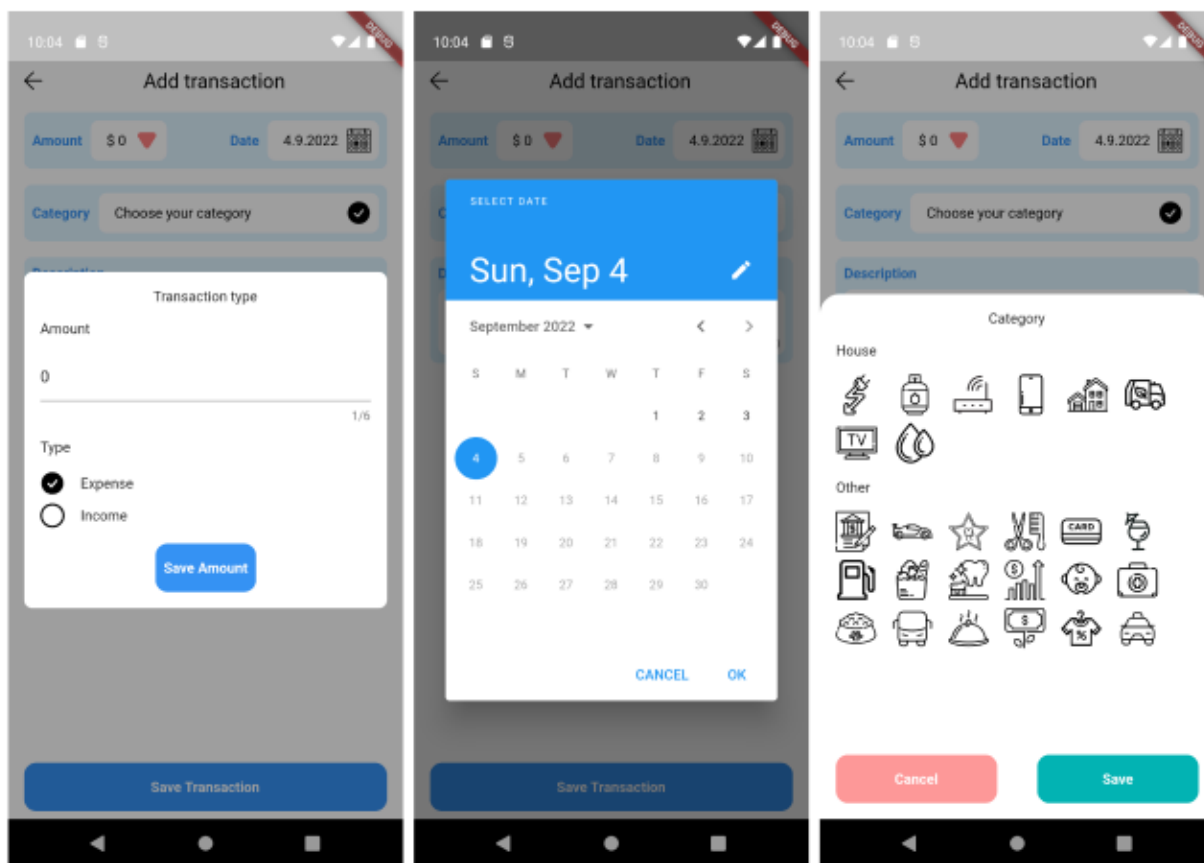 10:04
DEBUG
Add transaction
Amount $ 0 Date 4.9.2022
Category Choose your category
Transaction type
Amount
0
1/6
Type
Expense
Income
Save Amount
Save Transaction
10:04
DEBUG
Add transaction
Amount $ 0 Date 4.9.2022
SELECT DATE
Sun, Sep 4
September 2022
S M T W T F S
1 2 3
4 5 6 7 8 9 10
11 12 13 14 15 16 17
18 19 20 21 22 23 24
25 26 27 28 29 30
CANCEL OK
Save Transaction
10:04
DEBUG
Add transaction
Amount $ 0 Date 4.9.2022
Category Choose your category
Description
Category
House
TV
Other
CARD
Cancel Save